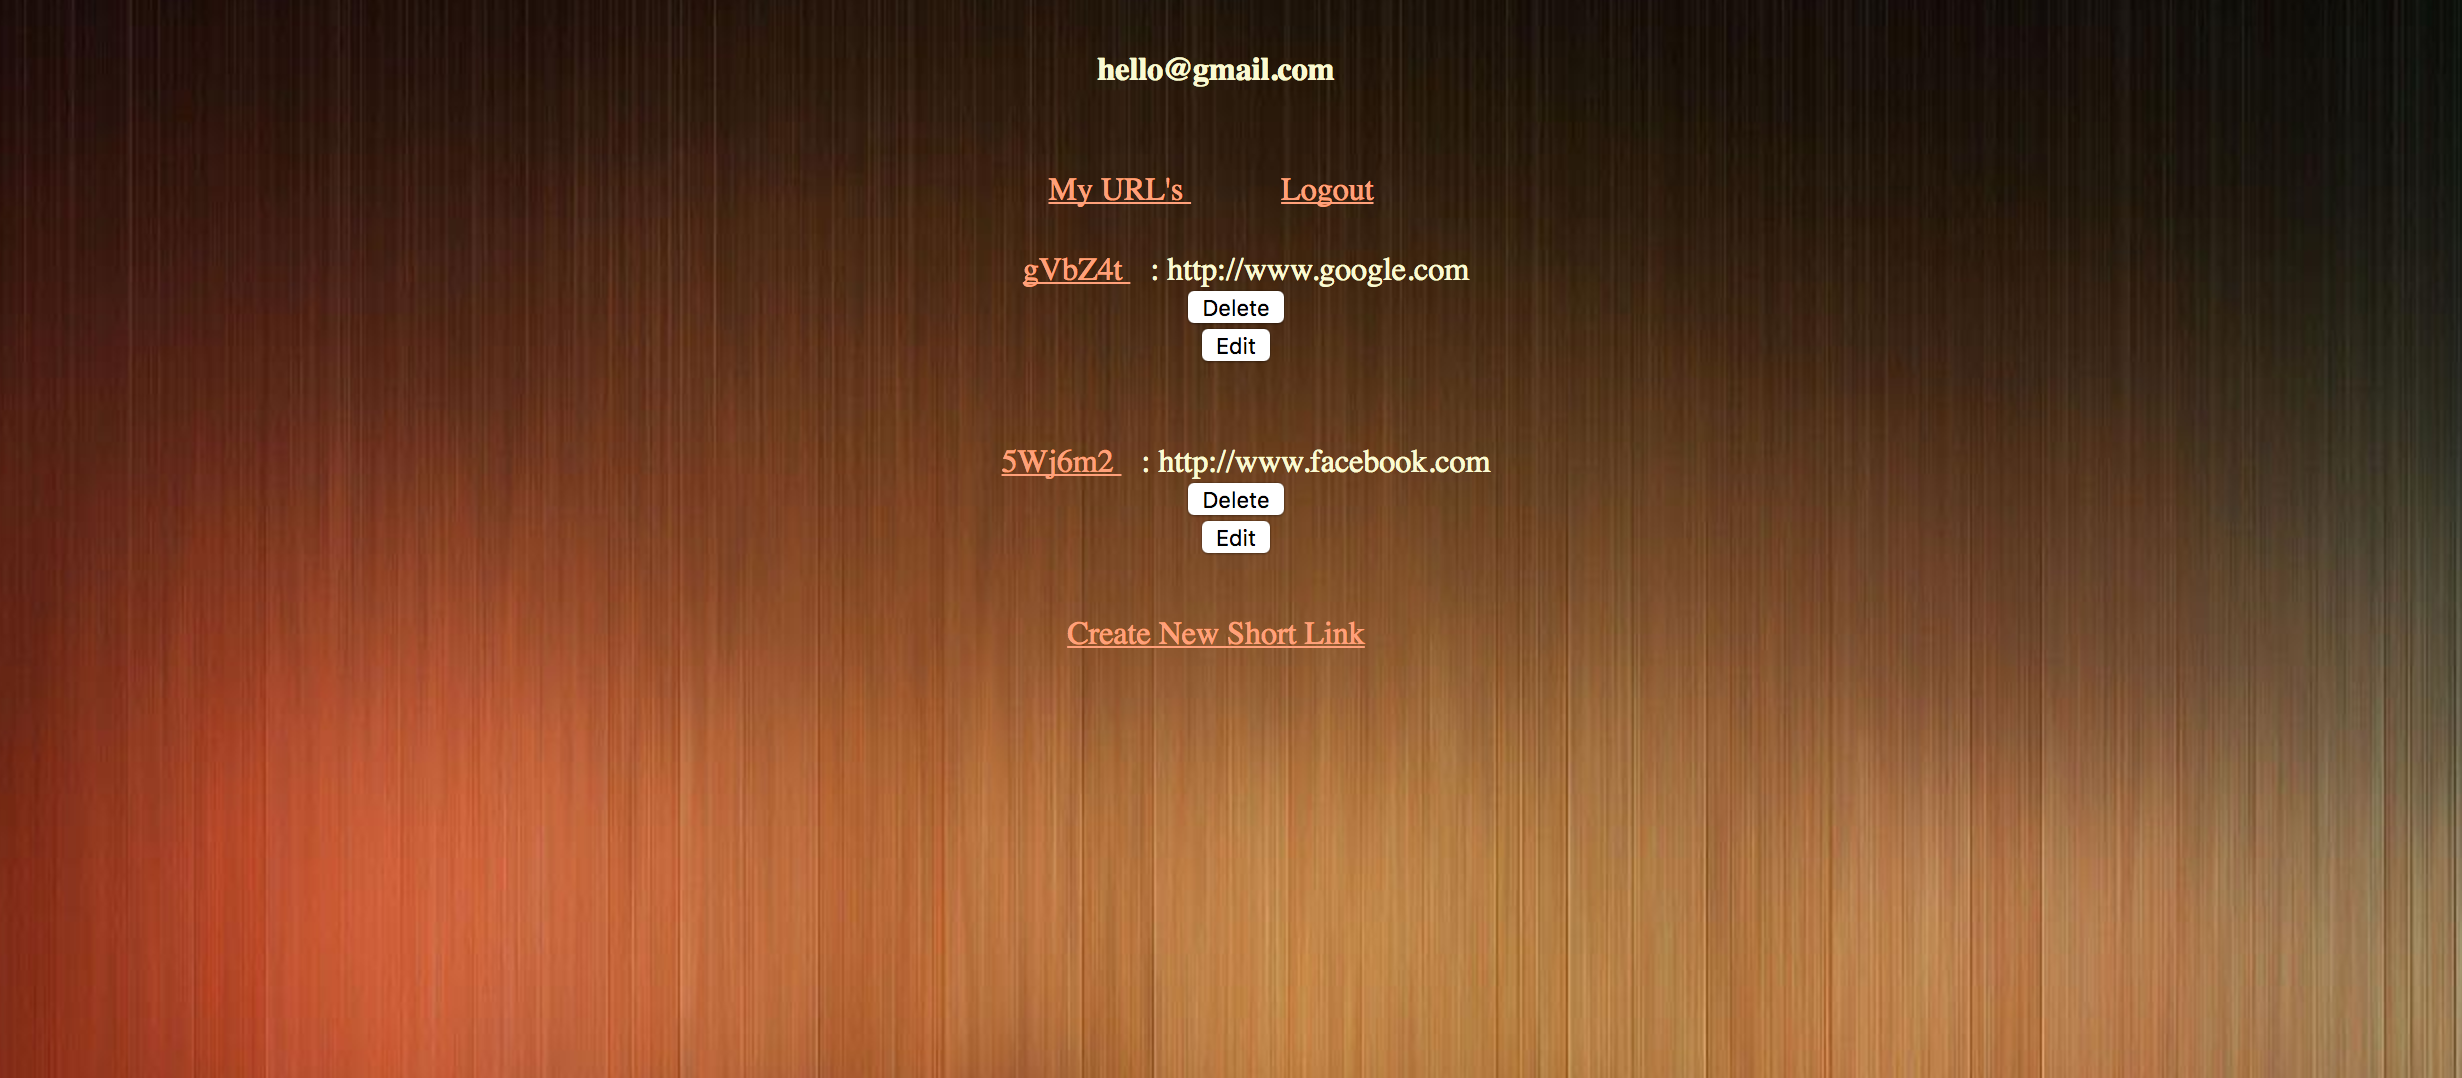 hello@gmail.com
My URL's Logout
gVbZ4t : http://www.google.com
Delete
Edit
5Wj6m2 : http://www.facebook.com
Delete
Edit
Create New Short Link